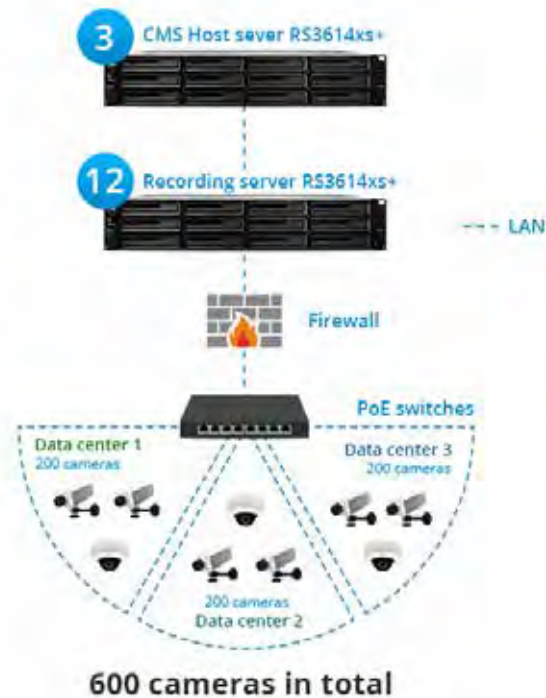 3 CMS Host sever RS3614xs+
12 Recording server RS3614xs+
LAN
Firewall
PoE switches
Data center 1
200 cameras
Data center 3
200 cameras
200 cameras
Data center 2
600 cameras in total